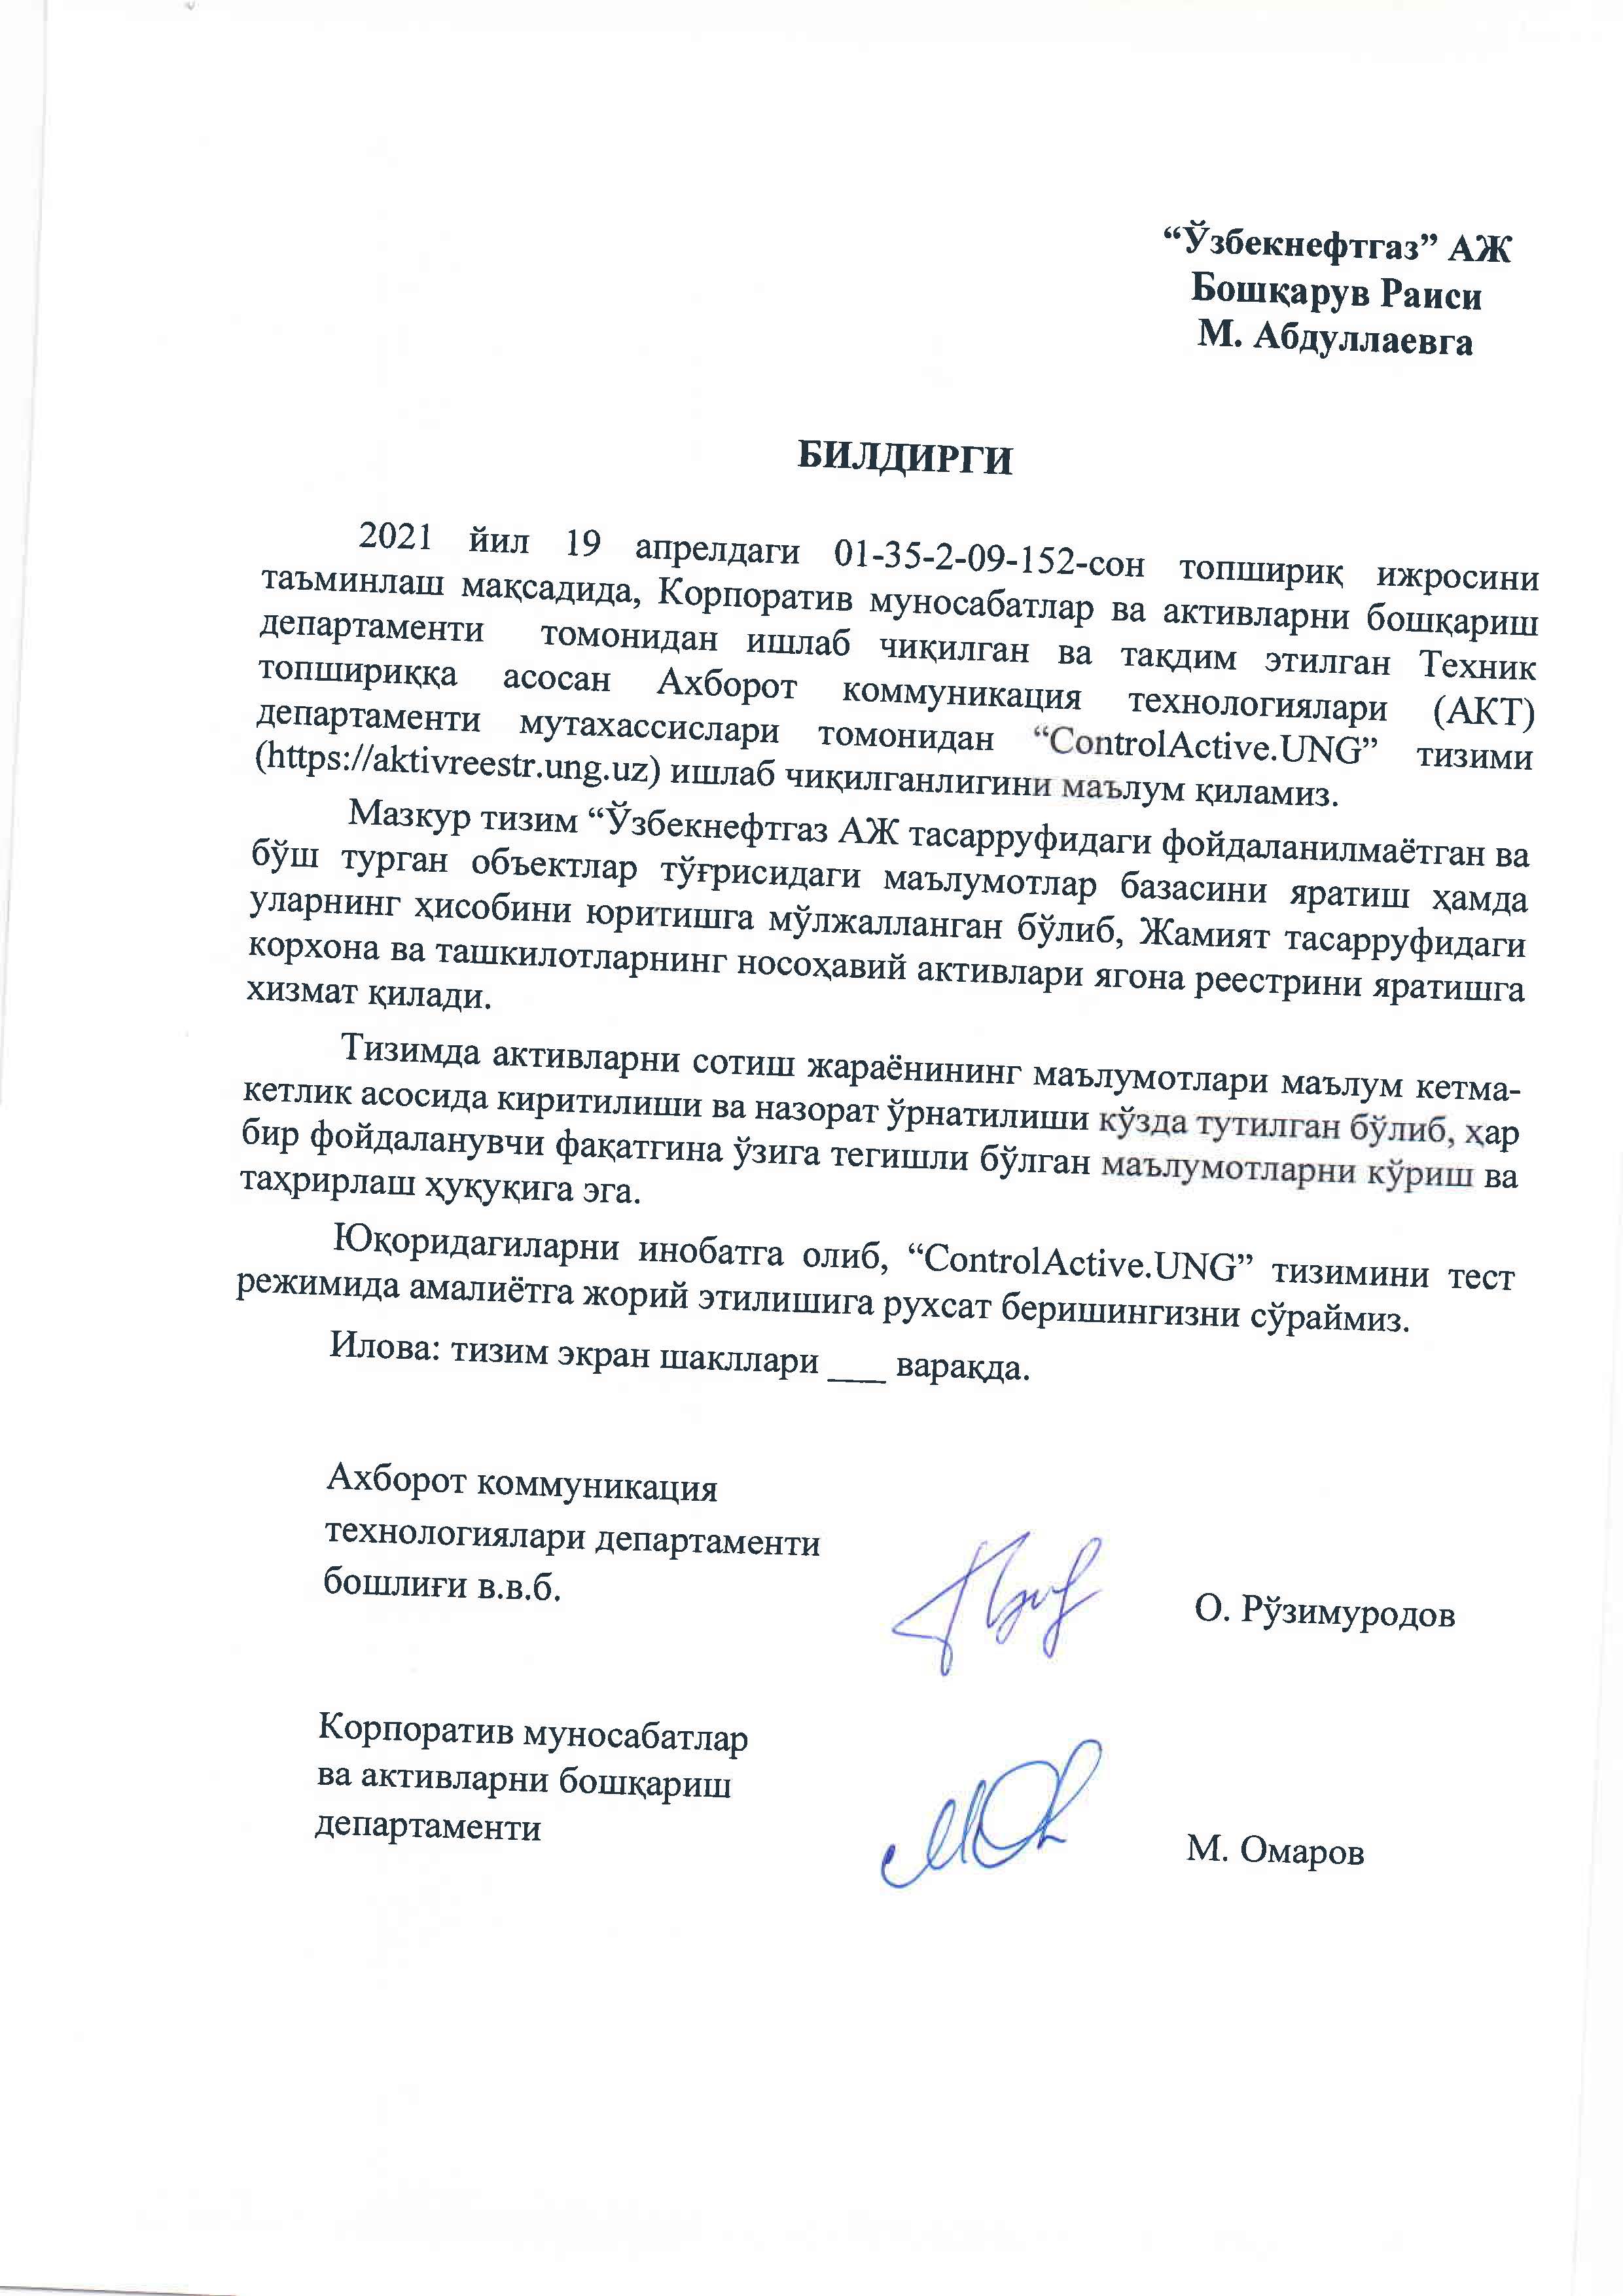 “Ўзбекнефтгаз” АЖ
Бошқарув Раиси
М. Абдуллаевга
БИЛДИРГИ
2021 йил 19 апрелдаги 01-35-2-09-152-сон топшириқ ижросини
таъминлаш мақсадида, Корпоратив муносабатлар ва активларни бошқариш
департаменти томонидан ишлаб чиқилган ва тақдим этилган Техник
топшириққа асосан Ахборот коммуникация технологиялари (АКТ)
департаменти мутахассислари томонидан “ControlActive.UNG” тизими
(https://aktivreestr.ung.uz) ишлаб чиқилганлигини маълум қиламиз.
Мазкур тизим “Ўзбекнефтгаз АЖ тасарруфидаги фойдаланилмаётган ва
бўш турган объектлар тўғрисидаги маълумотлар базасини яратиш ҳамда
уларнинг ҳисобини юритишга мўлжалланган бўлиб, Жамият тасарруфидаги
корхона ва ташкилотларнинг носоҳавий активлари ягона реестрини яратишга
хизмат қилади.
Тизимда активларни сотиш жараёнининг маълумотлари маълум кетма-
кетлик асосида киритилиши ва назорат ўрнатилиши кўзда тутилган бўлиб, ҳар
бир фойдаланувчи фақатгина ўзига тегишли бўлган маълумотларни кўриш ва
таҳрирлаш ҳуқуқига эга.
Юқоридагиларни инобатга олиб, “ControlActive.UNG” тизимини тест
режимида амалиётга жорий этилишига рухсат беришингизни сўраймиз.
Илова: тизим экран шакллари ___ варақда.
Ахборот коммуникация
технологиялари департаменти
бошлиғи в.в.б.
О. Рўзимуродов
Корпоратив муносабатлар
ва активларни бошқариш
департаменти
М. Омаров